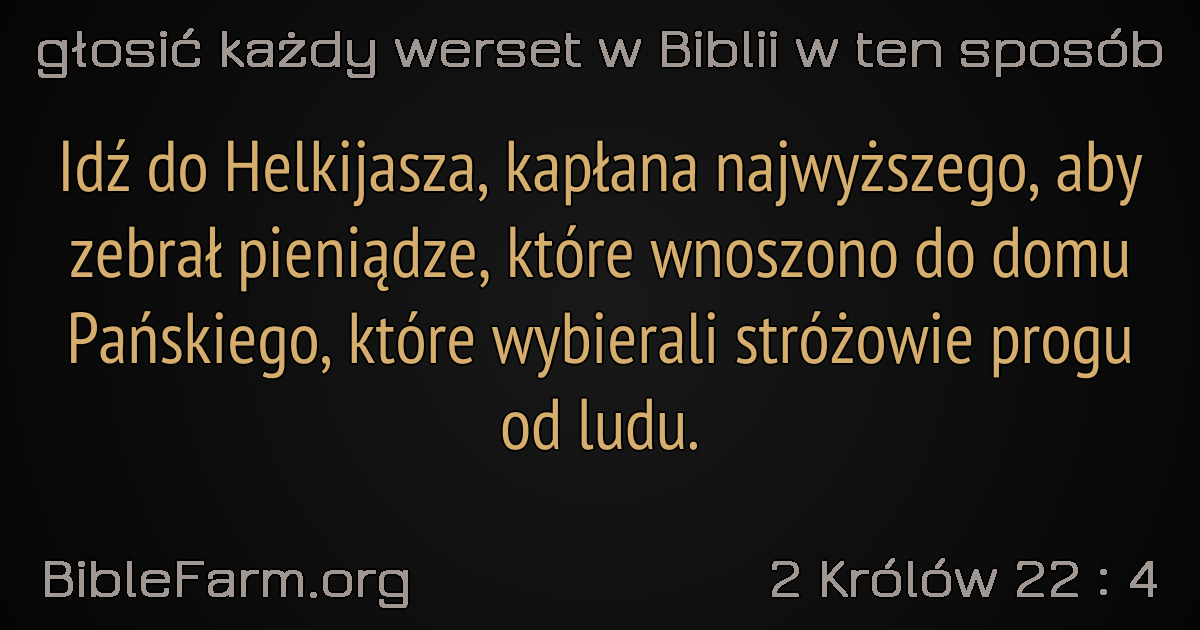 głosić każdy werset w Biblii w ten sposób
Idź do Helkijasza, kapłana najwyższego, aby
zebrał pieniądze, które wnoszono do domu
Pańskiego, które wybierali stróżowie progu
od ludu.
BibleFarm.org
2 Królów 22 : 4